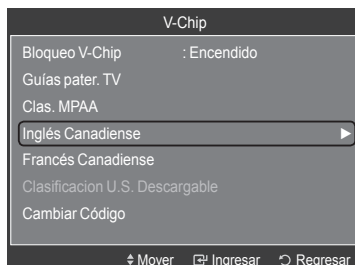 V-Chip
Bloqueo V-Chip : Encendido
Guías pater. TV
Clas. MPAA
Inglés Canadiense
Francés Canadiense
Clasificacion U.S. Descargable
Cambiar Código
Mover Ingresar Regresar